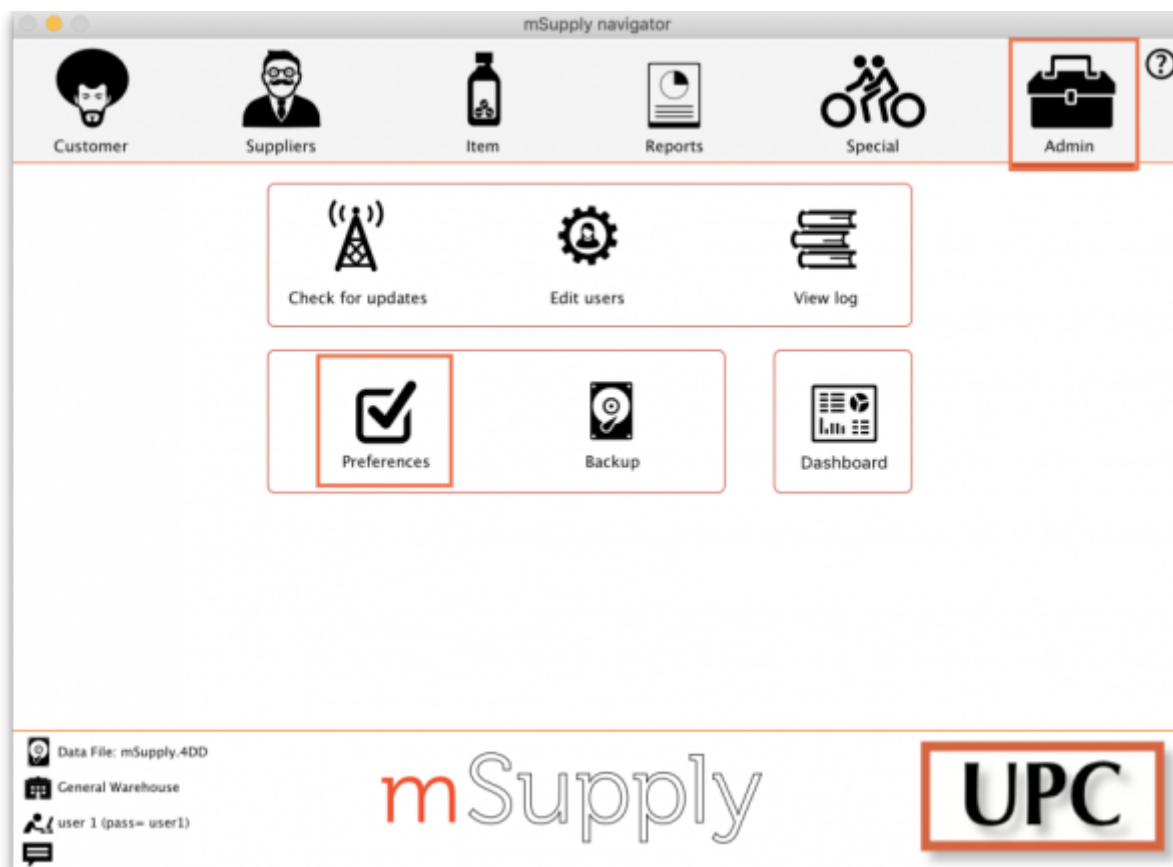 mSupply navigator
?
Customer Suppliers Item Reports Special Admin
Check for updates Edit users View log
Preferences Backup Dashboard
Data File: mSupply.4DD
General Warehouse
user 1 (pass= user1)
mSupply
UPC